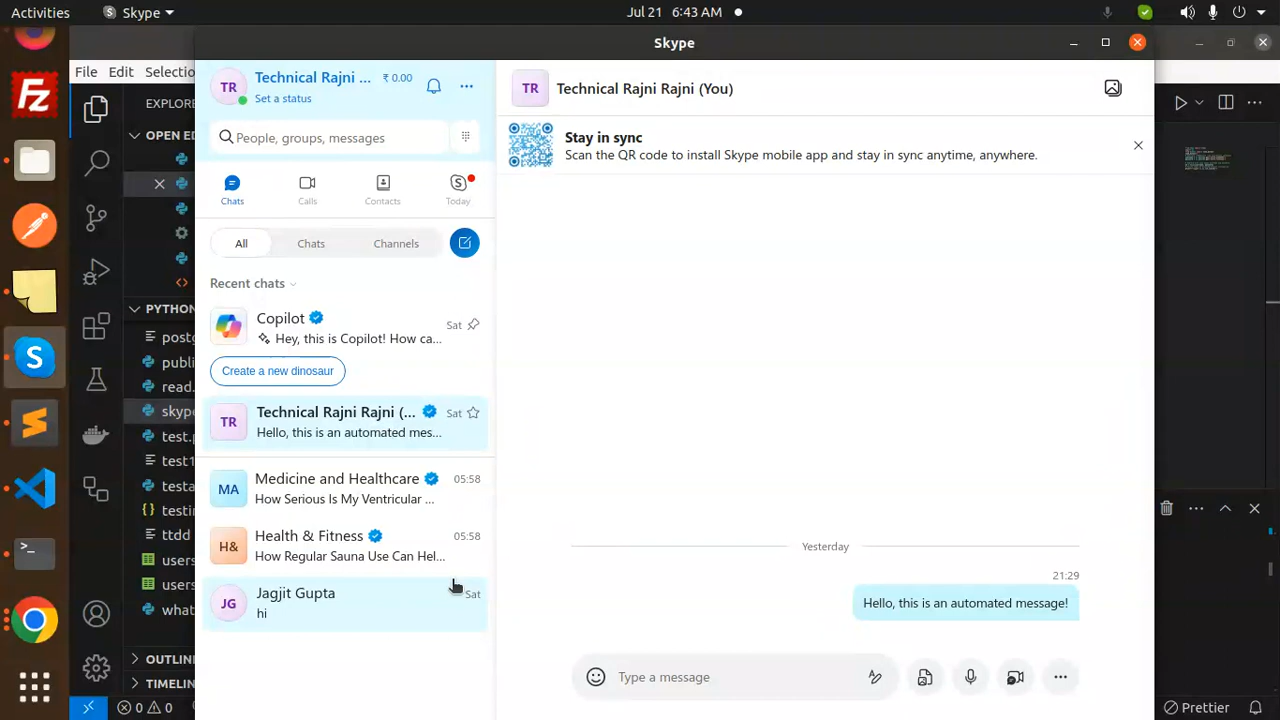 Activities
Skype
Jul 21 6:43 AM
Skype
File Edit Selectio
Technical Rajni ...
₹ 0.00
Set a status
People, groups, messages
Chats
Calls
Contacts
Today
All
Chats
Channels
Recent chats
Copilot
Sat
Hey, this is Copilot! How ca...
Create a new dinosaur
TR
Technical Rajni Rajni (...
Sat
Hello, this is an automated mes...
MA
Medicine and Healthcare
05:58
How Serious Is My Ventricular ...
H&
Health & Fitness
05:58
How Regular Sauna Use Can Hel...
JG
Jagjit Gupta
Sat
hi
TR
TR
Technical Rajni Rajni (You)
Stay in sync
Scan the QR code to install Skype mobile app and stay in sync anytime, anywhere.
Yesterday
21:29
Hello, this is an automated message!
Type a message
EXPLORE
OPEN ED
PYTHON
postg
publi
read.
skype
test.p
test1
testa
testin
ttdd
users
users
what
OUTLIN
TIMELIN
0 0
Prettier